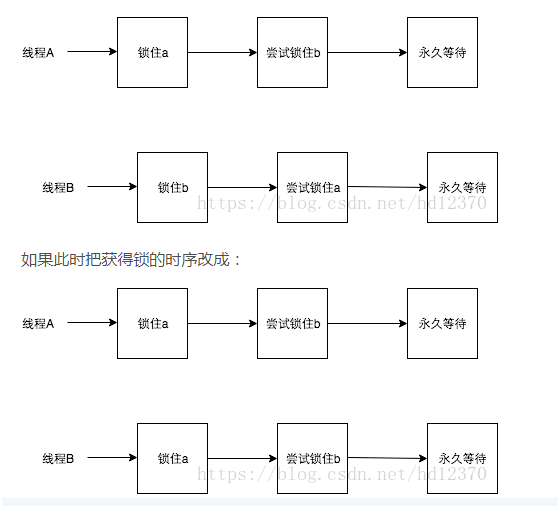 线程A 锁住a 尝试锁住b 永久等待
线程B 锁住b 尝试锁住a 永久等待
https://blog.csdn.net/hd12370
如果此时把获得锁的时序改成：
线程A 锁住a 尝试锁住b 永久等待
线程B 锁住a 尝试锁住b 永久等待
https://blog.csdn.net/hd12370